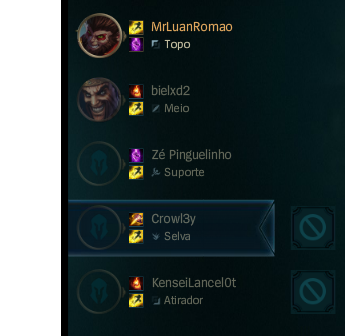 MrLuanRomao
Topo
bielxd2
Meio
Zé Pinguelinho
Suporte
Crowl3y
Selva
KenseiLancel0t
Atirador